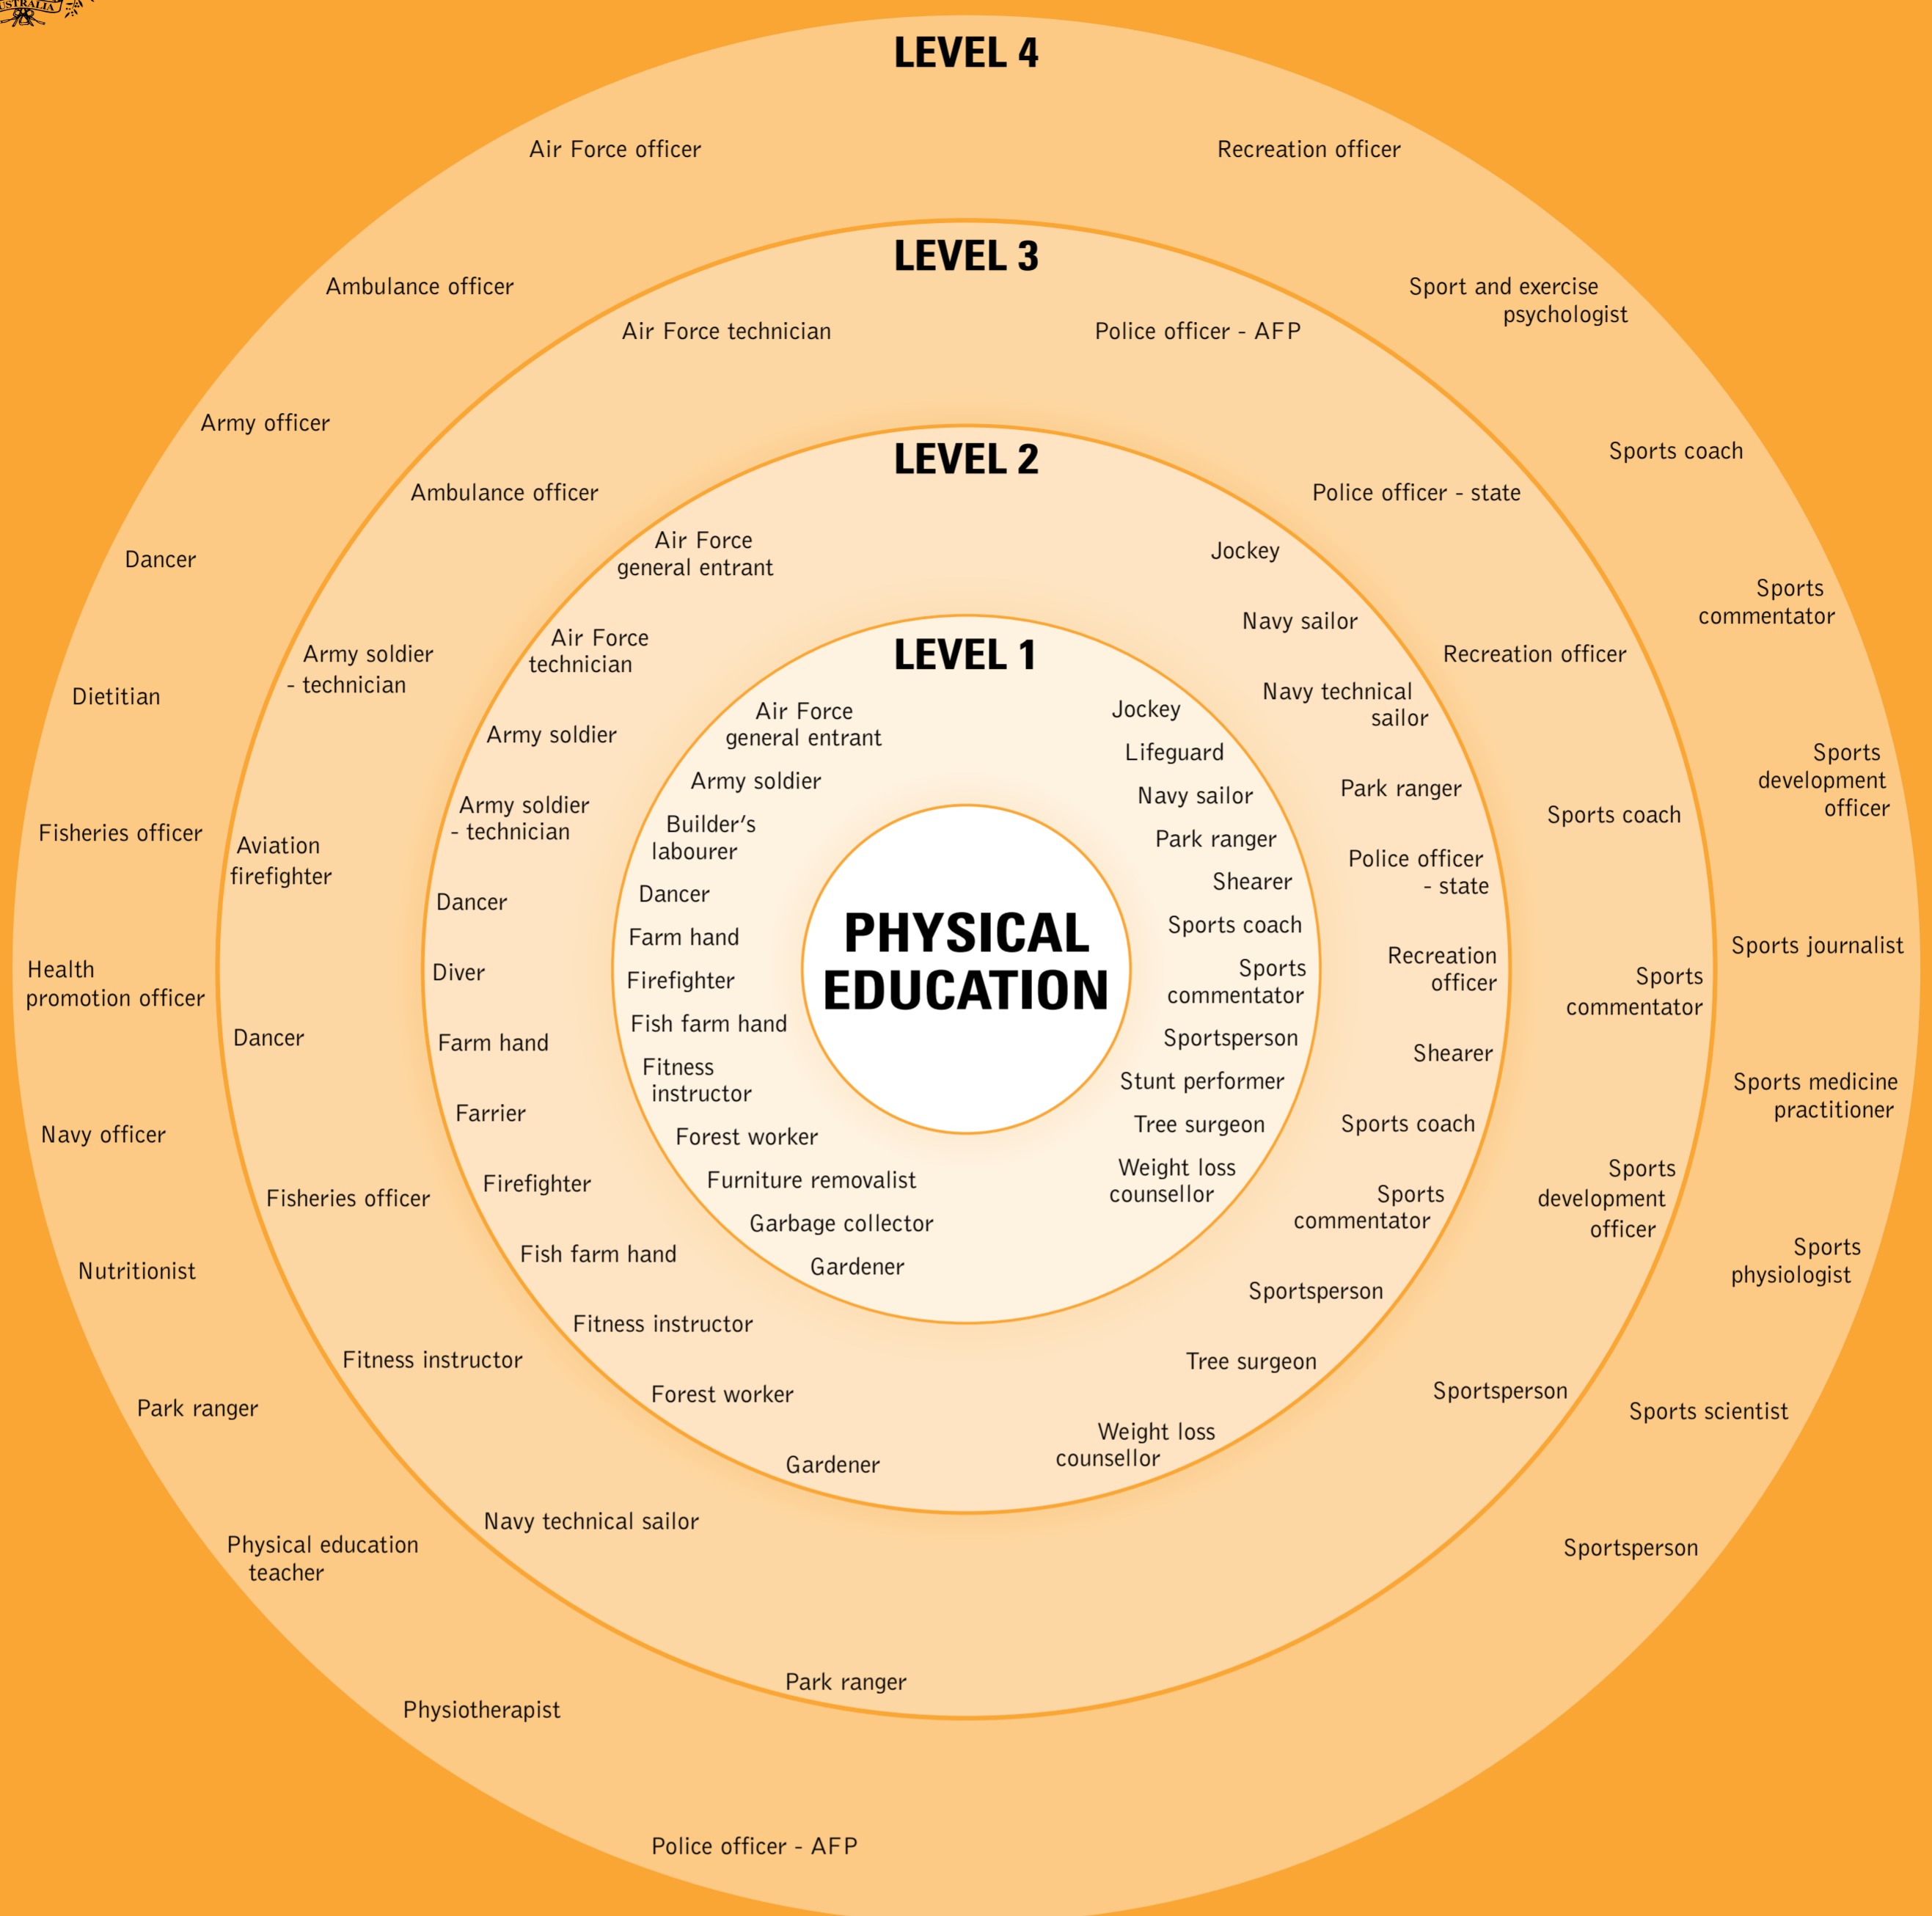 USTRALIA
LEVEL 4
Air Force officer
Ambulance officer
Army officer
Dancer
Dietitian
Fisheries officer
Health
promotion officer
Navy officer
Nutritionist
Park ranger
Physical education
teacher
Physiotherapist
Police officer - AFP
Recreation officer
Sport and exercise
psychologist
Sports coach
Sports
commentator
Sports
development
officer
Sports journalist
Sports medicine
practitioner
Sports
physiologist
Sports scientist
Sportsperson
LEVEL 3
Air Force technician
Ambulance officer
Army soldier
- technician
Aviation
firefighter
Dancer
Fisheries officer
Fitness instructor
Navy technical sailor
Park ranger
Police officer - AFP
Police officer - state
Recreation officer
Sports coach
Sports
commentator
Sports
development
officer
Sportsperson
LEVEL 2
Air Force
general entrant
Air Force
technician
Army soldier
Army soldier
- technician
Dancer
Diver
Farm hand
Farrier
Firefighter
Fish farm hand
Fitness instructor
Forest worker
Gardener
Jockey
Navy sailor
Navy technical
sailor
Park ranger
Police officer
- state
Recreation
officer
Shearer
Sports coach
Sports
commentator
Sportsperson
Tree surgeon
Weight loss
counsellor
LEVEL 1
Air Force
general entrant
Army soldier
Builder's
labourer
Dancer
Farm hand
Firefighter
Fish farm hand
Fitness
instructor
Forest worker
Furniture removalist
Garbage collector
Gardener
Jockey
Lifeguard
Navy sailor
Park ranger
Shearer
Sports coach
Sports
commentator
Sportsperson
Stunt performer
Tree surgeon
Weight loss
counsellor
PHYSICAL
EDUCATION